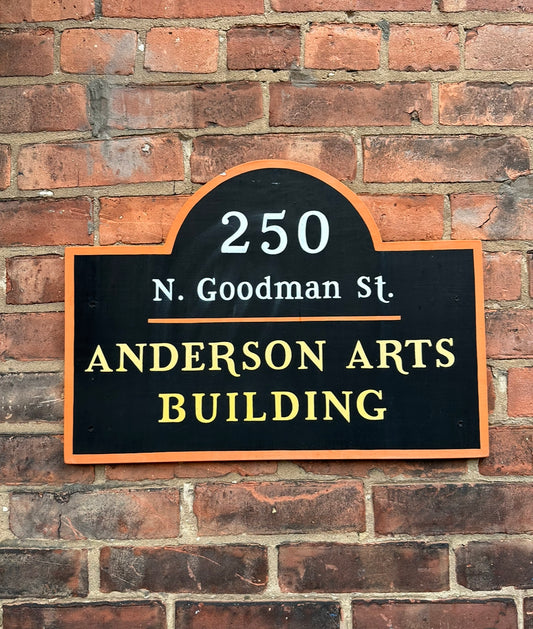 250
N. Goodman St.
ANDERSON ARTS
BUILDING